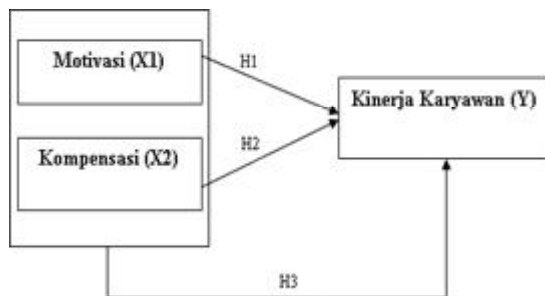 Motivasi (X1)
H1
Kinerja Karyawan (Y)
H2
Kompensasi (X2)
H3